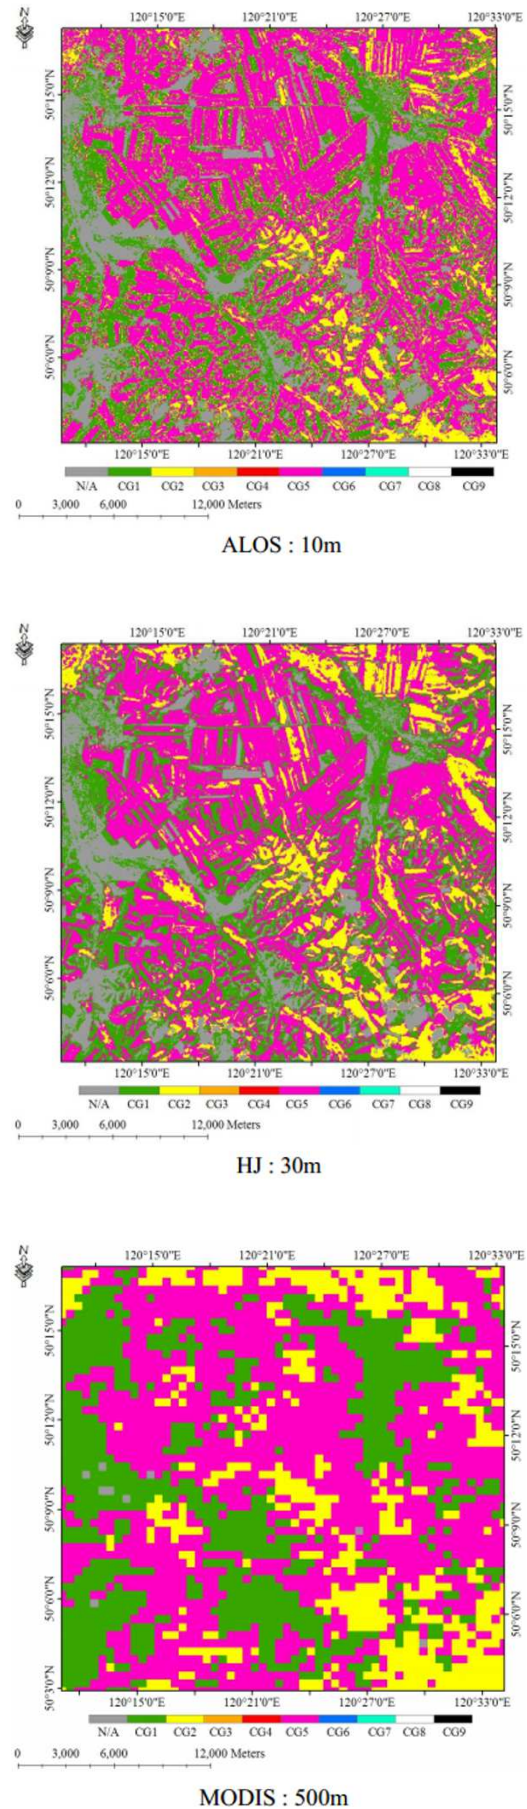 N
120°15'0"E 120°21'0"E 120°27'0"E 120°33'0"E
50°15'0"N 50°15'0"N
50°12'0"N 50°12'0"N
50°9'0"N 50°9'0"N
50°6'0"N 50°6'0"N
120°15'0"E 120°21'0"E 120°27'0"E 120°33'0"E
N/A CG1 CG2 CG3 CG4 CG5 CG6 CG7 CG8 CG9
0 3,000 6,000 12,000 Meters
ALOS : 10m
N
120°15'0"E 120°21'0"E 120°27'0"E 120°33'0"E
50°15'0"N 50°15'0"N
50°12'0"N 50°12'0"N
50°9'0"N 50°9'0"N
50°6'0"N 50°6'0"N
120°15'0"E 120°21'0"E 120°27'0"E 120°33'0"E
N/A CG1 CG2 CG3 CG4 CG5 CG6 CG7 CG8 CG9
0 3,000 6,000 12,000 Meters
HJ : 30m
N
120°15'0"E 120°21'0"E 120°27'0"E 120°33'0"E
50°15'0"N 50°15'0"N
50°12'0"N 50°12'0"N
50°9'0"N 50°9'0"N
50°6'0"N 50°6'0"N
50°3'0"N
120°15'0"E 120°21'0"E 120°27'0"E 120°33'0"E
N/A CG1 CG2 CG3 CG4 CG5 CG6 CG7 CG8 CG9
0 3,000 6,000 12,000 Meters
MODIS : 500m